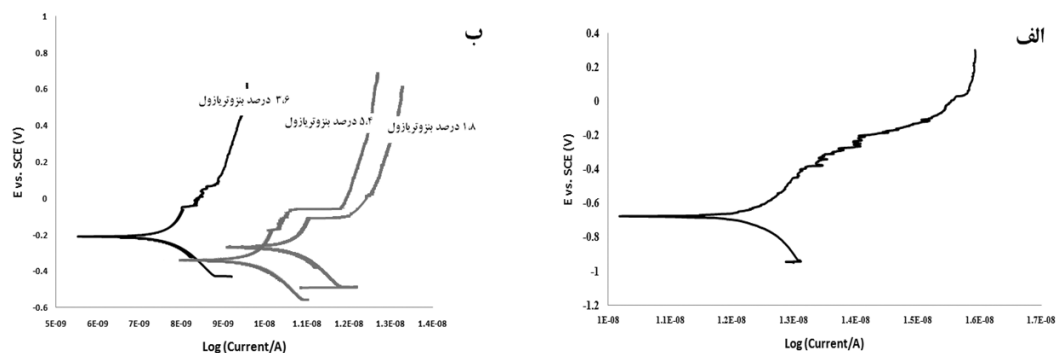 الف
0.4
0.2
0
-0.2
-0.4
-0.6
-0.8
-1
-1.2
E vs. SCE (V)
1E-08 1.1E-08 1.2E-08 1.3E-08 1.4E-08 1.5E-08 1.6E-08 1.7E-08
Log (Current/A)
ب
1
0.8
0.6
0.4
0.2
0
-0.2
-0.4
-0.6
E vs. SCE (V)
۳٫۶ درصد بنزوتریازول
۵٫۴ درصد بنزوتریازول
۱٫۸ درصد بنزوتریازول
5E-09 6E-09 7E-09 8E-09 9E-09 1E-08 1.1E-08 1.2E-08 1.3E-08 1.4E-08
Log (Current/A)